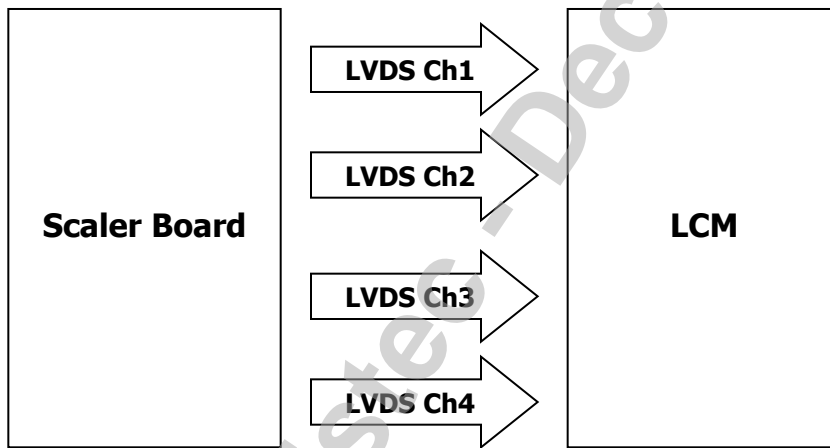 LVDS Ch1
LVDS Ch2
Scaler Board
LCM
LVDS Ch3
LVDS Ch4